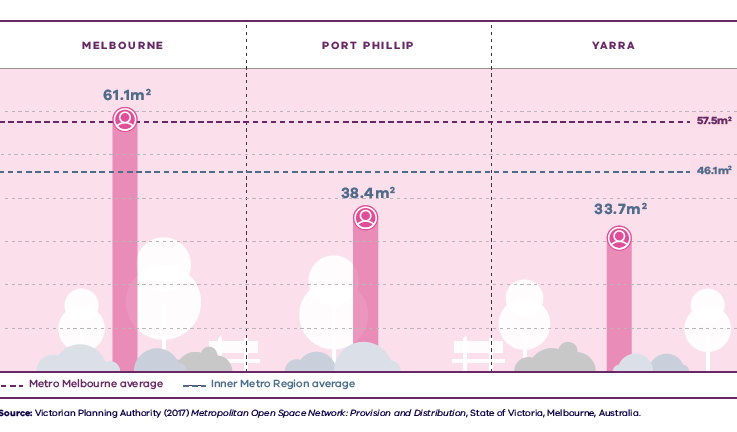 MELBOURNE PORT PHILLIP YARRA
61.1m²
57.5m²
46.1m²
38.4m²
33.7m²
Metro Melbourne average Inner Metro Region average
Source: Victorian Planning Authority (2017) Metropolitan Open Space Network: Provision and Distribution, State of Victoria, Melbourne, Australia.